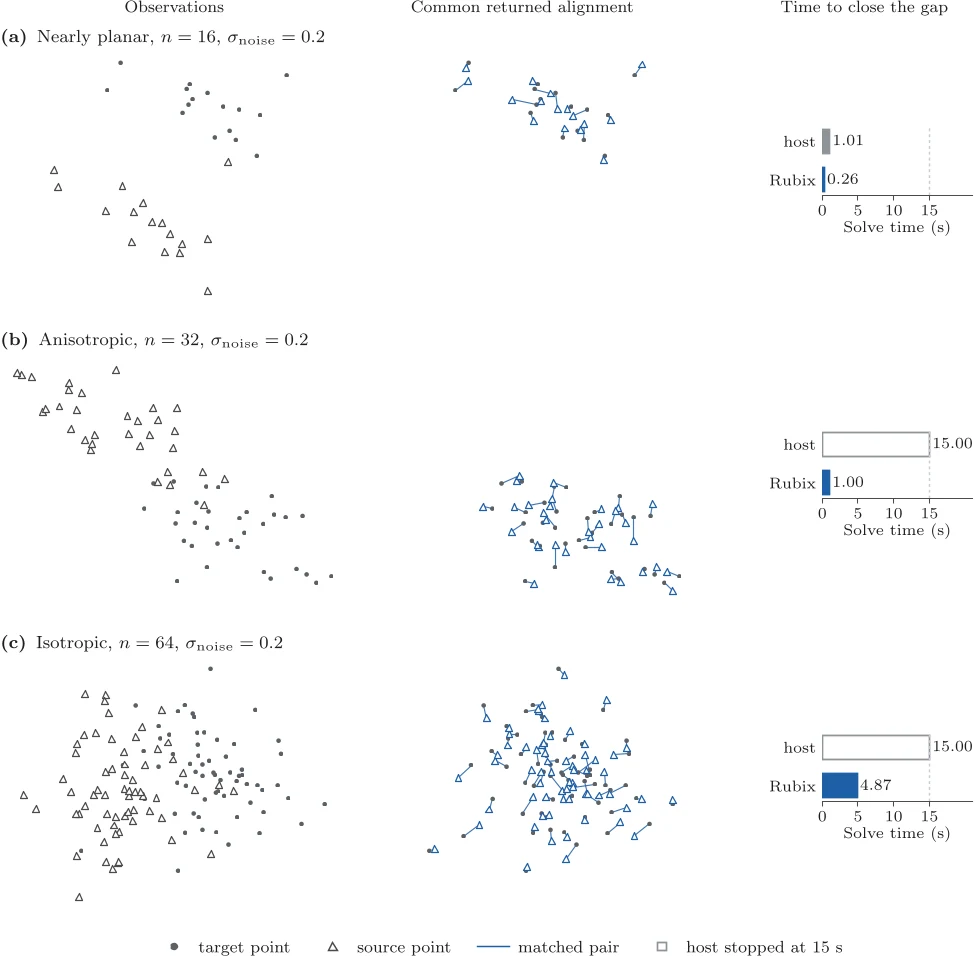 Observations Common returned alignment Time to close the gap
(a) Nearly planar, n = 16, σnoise = 0.2
host 1.01
Rubix 0.26
0 5 10 15
Solve time (s)
(b) Anisotropic, n = 32, σnoise = 0.2
host 15.00
Rubix 1.00
0 5 10 15
Solve time (s)
(c) Isotropic, n = 64, σnoise = 0.2
host 15.00
Rubix 4.87
0 5 10 15
Solve time (s)
target point source point matched pair host stopped at 15 s